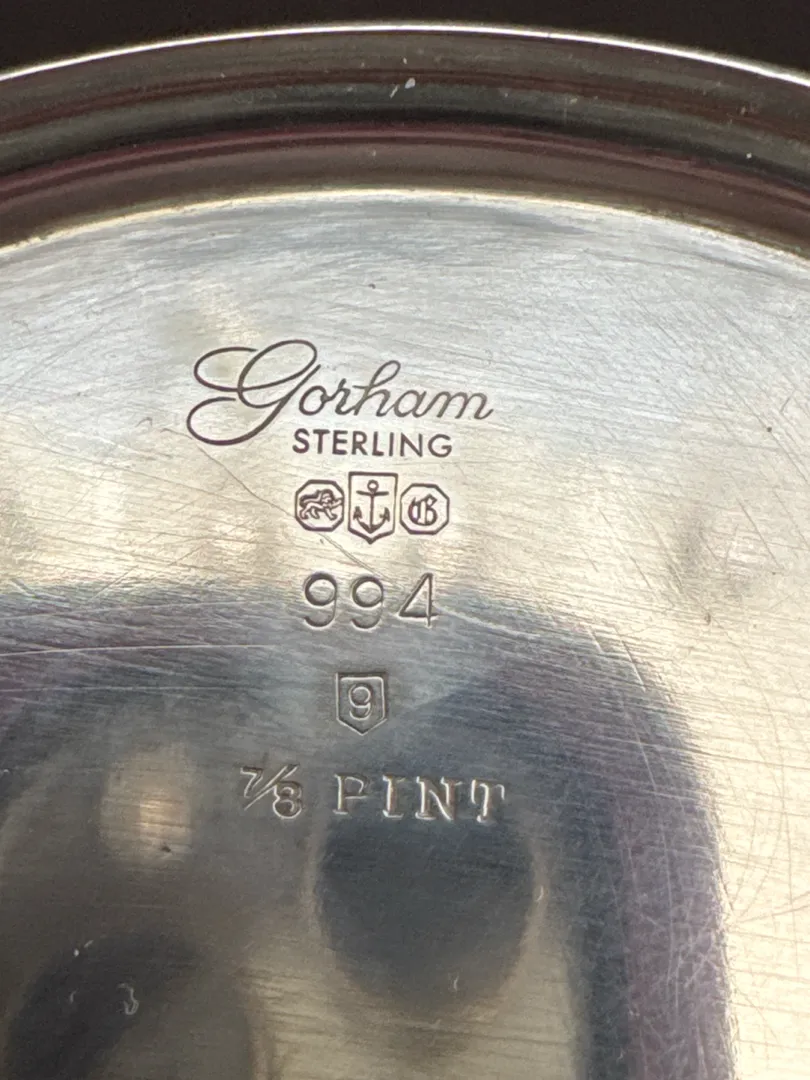 Gorham
STERLING
G
994
9
7/8 PINT